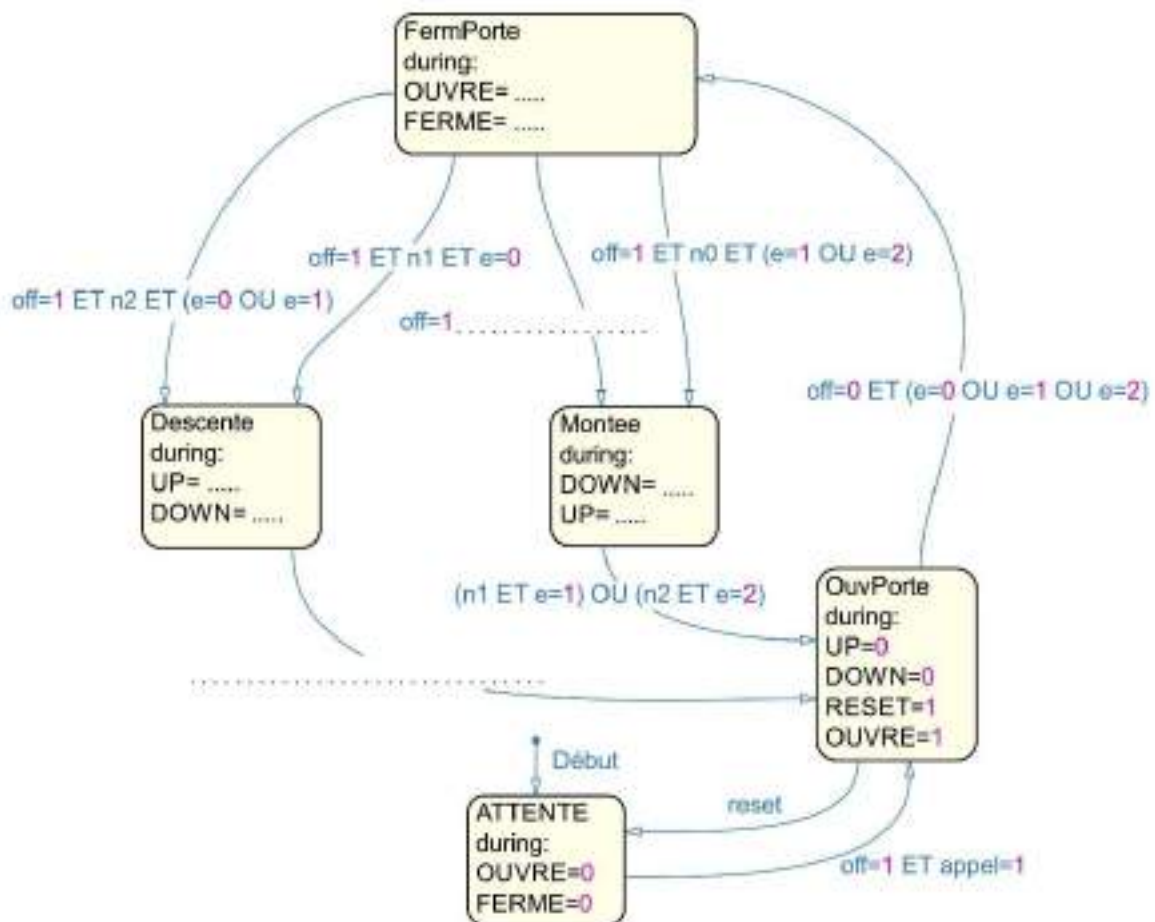 FermPorte
during:
OUVRE= .....
FERME= .....
off=1 ET n1 ET e=0
off=1 ET n0 ET (e=1 OU e=2)
off=1 ET n2 ET (e=0 OU e=1)
off=1....................
off=0 ET (e=0 OU e=1 OU e=2)
Descente
during:
UP= .....
DOWN= .....
Montee
during:
DOWN= .....
UP= .....
(n1 ET e=1) OU (n2 ET e=2)
OuvPorte
during:
UP=0
DOWN=0
RESET=1
OUVRE=1
.....................................
Début
ATTENTE
during:
OUVRE=0
FERME=0
reset
off=1 ET appel=1